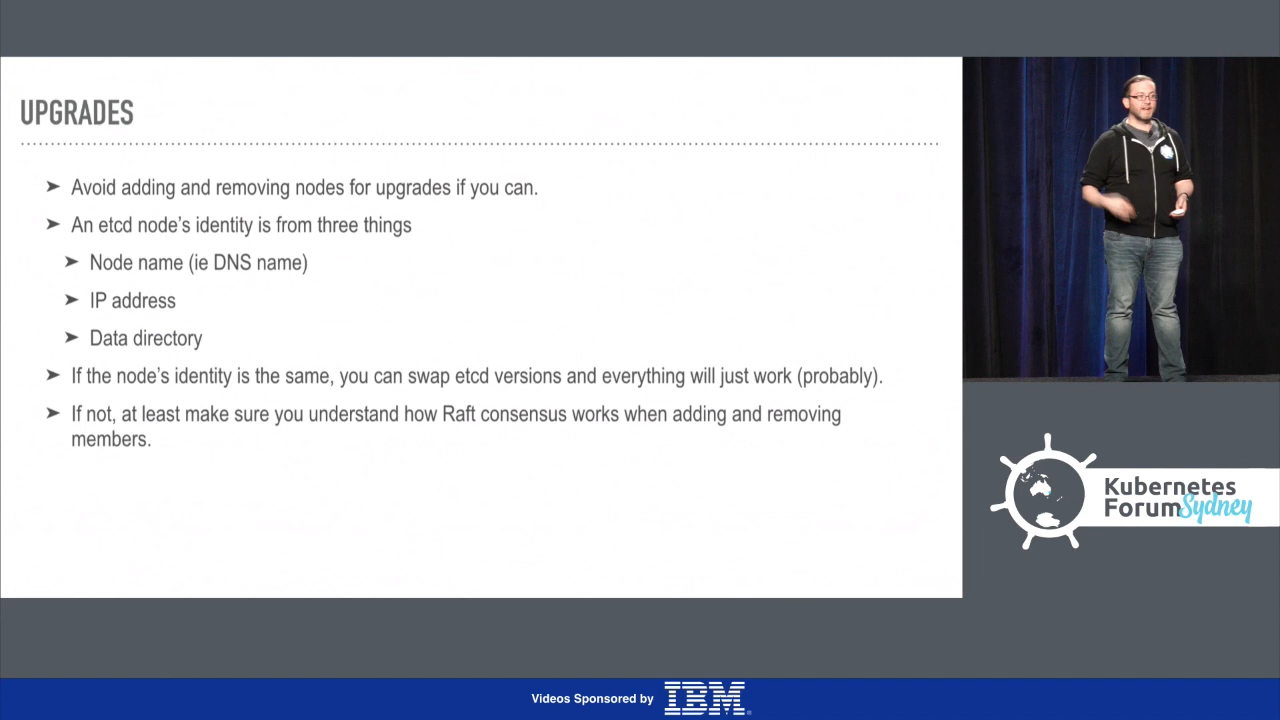 UPGRADES
➤ Avoid adding and removing nodes for upgrades if you can.
➤ An etcd node’s identity is from three things
➤ Node name (ie DNS name)
➤ IP address
➤ Data directory
➤ If the node’s identity is the same, you can swap etcd versions and everything will just work (probably).
➤ If not, at least make sure you understand how Raft consensus works when adding and removing
members.
Kubernetes
Forum Sydney
Videos Sponsored by IBM